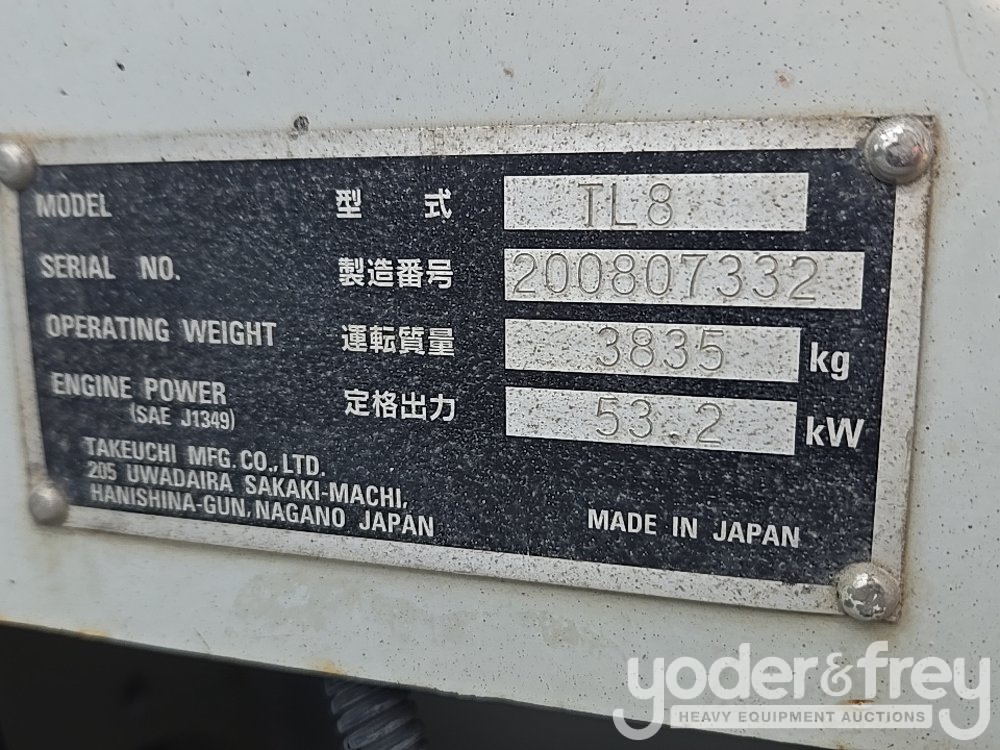 MODEL 型 式 TL8
SERIAL NO. 製造番号 200807332
OPERATING WEIGHT 運転質量 3835 kg
ENGINE POWER 定格出力 53.2 kW
(SAE J1349)
TAKEUCHI MFG. CO., LTD.
205 UWADAIRA SAKAKI-MACHI,
HANISHINA-GUN, NAGANO JAPAN
MADE IN JAPAN
yoder&frey
HEAVY EQUIPMENT AUCTIONS